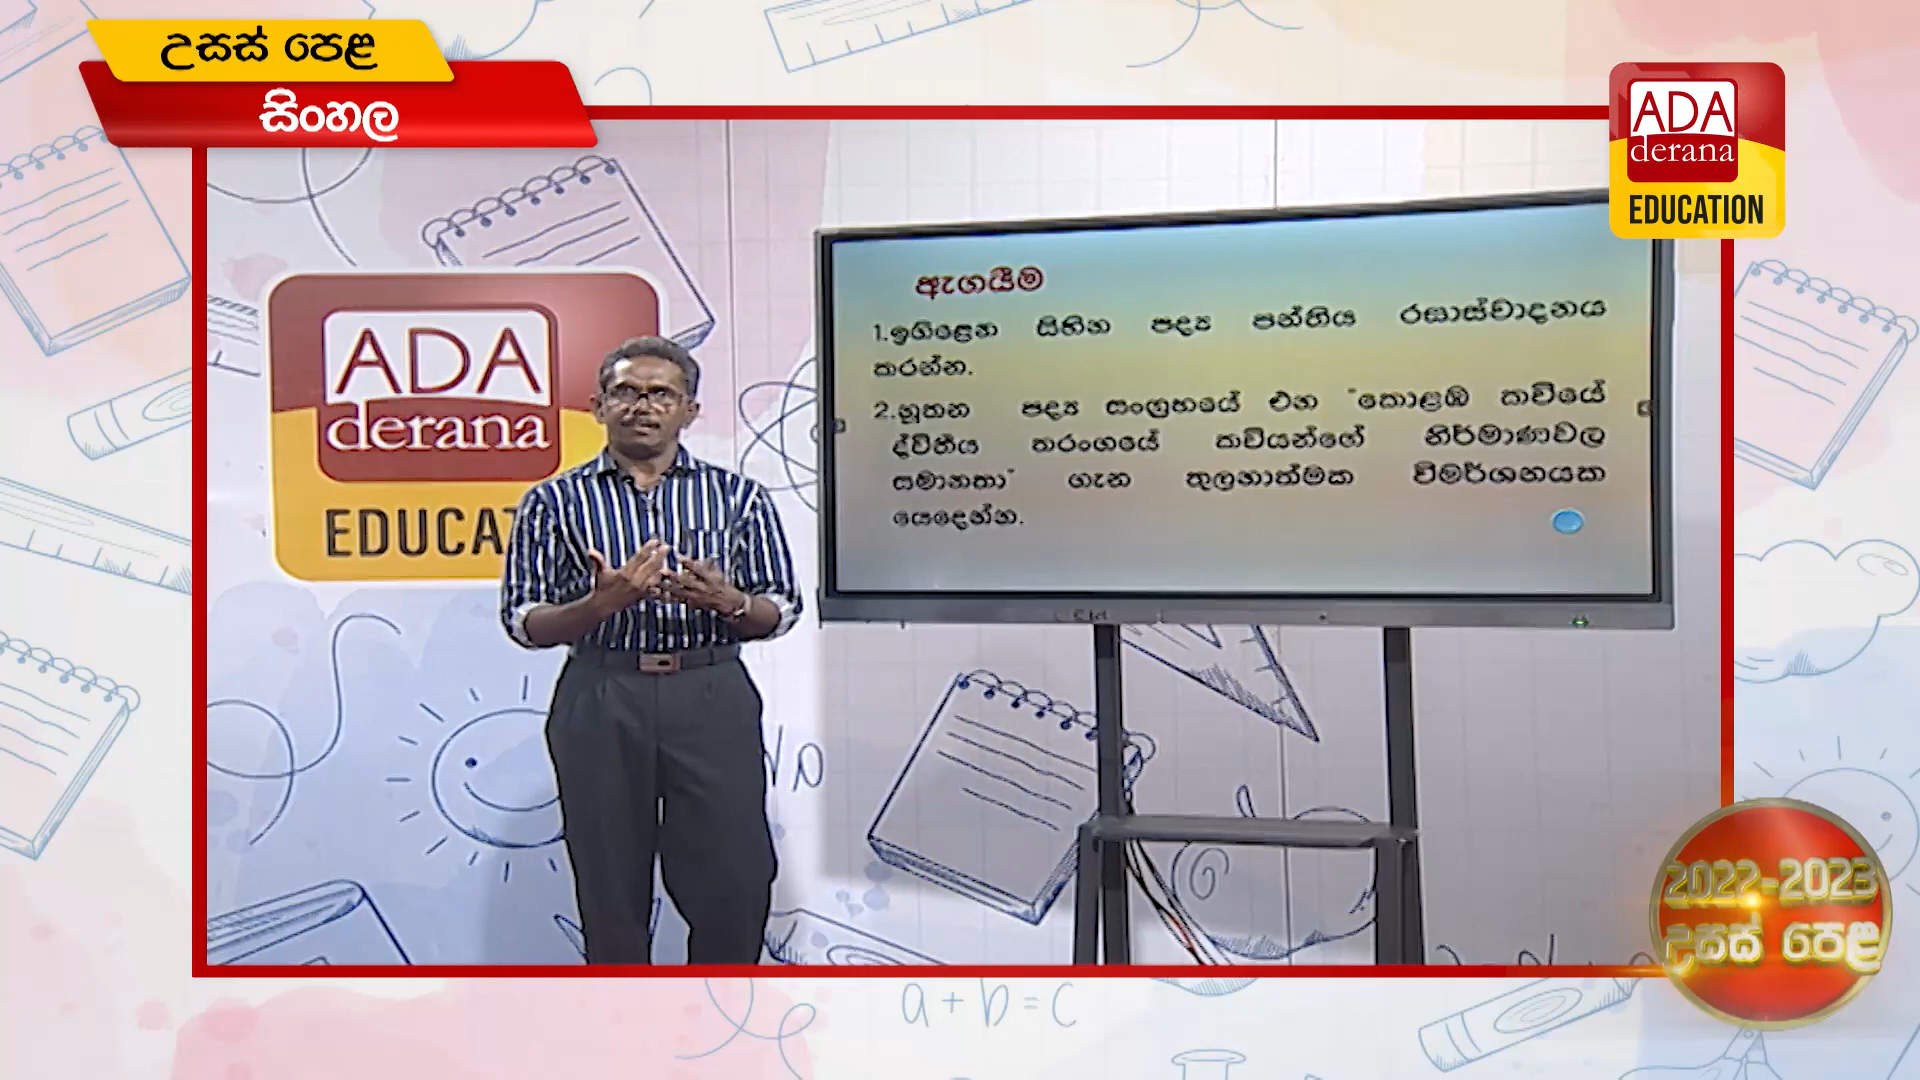 උසස් පෙළ
සිංහල
ADA
derana
EDUCATION
ADA
derana
EDUCAT
ඇගයීම
1.ඉගිළෙන සිහින පද්‍ය පන්තිය රසාස්වාදනය
කරන්න.
2.නූතන පද්‍ය සංග්‍රහයේ එන "කොළඹ කවියේ
ද්විතීය තරංගයේ කවියන්ගේ නිර්මාණවල
සමානතා" ගැන තුලනාත්මක විමර්ශනයක
යෙදෙන්න.
2022-2023
උසස් පෙළ
a + b = c